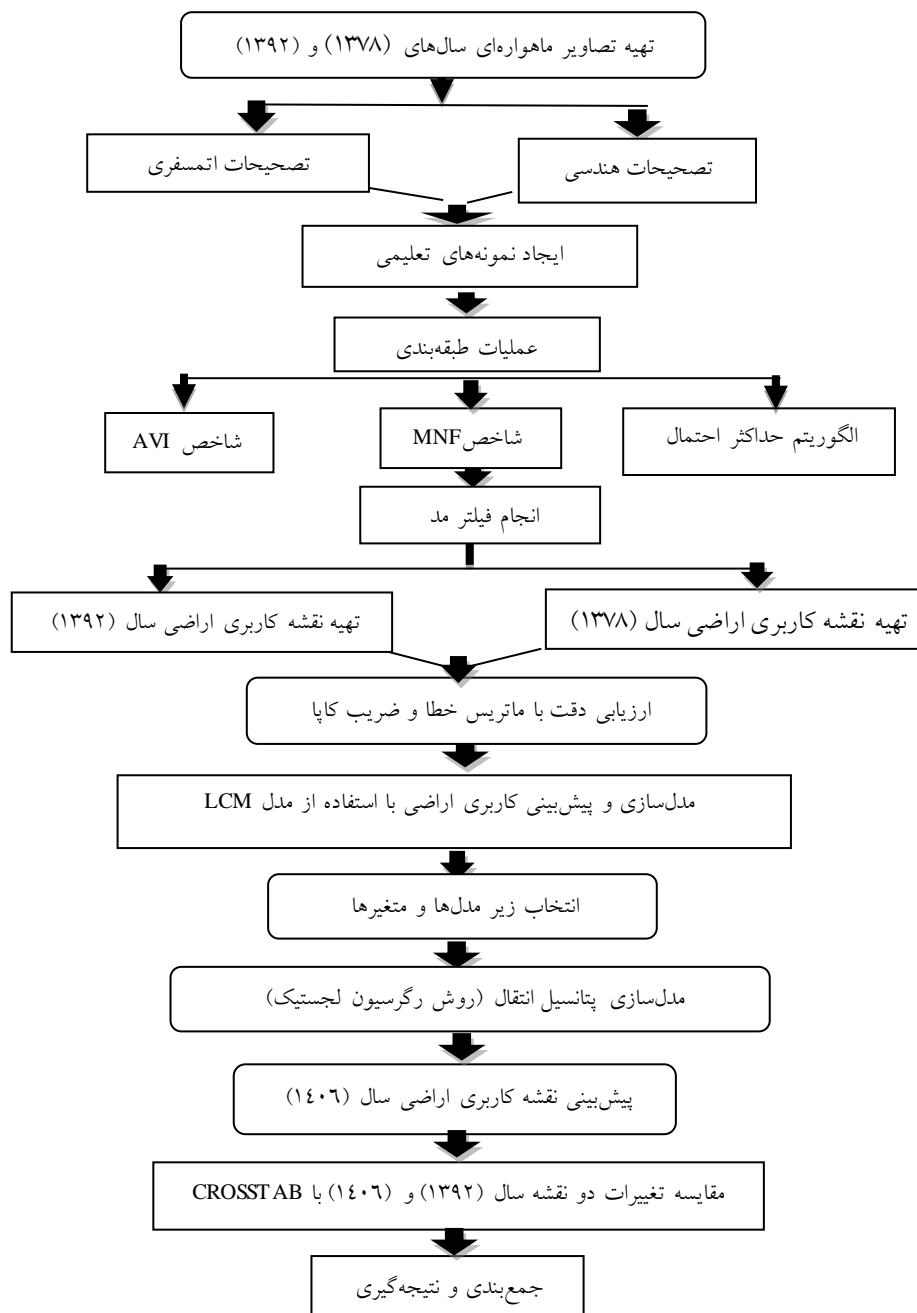 تهیه تصاویر ماهواره‌ای سال‌های (۱۳۷۸) و (۱۳۹۲)
تصحیحات هندسی
تصحیحات اتمسفری
ایجاد نمونه‌های تعلیمی
عملیات طبقه‌بندی
الگوریتم حداکثر احتمال
شاخصMNF
شاخص AVI
انجام فیلتر مد
تهیه نقشه کاربری اراضی سال (۱۳۷۸)
تهیه نقشه کاربری اراضی سال (۱۳۹۲)
ارزیابی دقت با ماتریس خطا و ضریب کاپا
مدل‌سازی و پیش‌بینی کاربری اراضی با استفاده از مدل LCM
انتخاب زیر مدل‌ها و متغیرها
مدل‌سازی پتانسیل انتقال (روش رگرسیون لجستیک)
پیش‌بینی نقشه کاربری اراضی سال (۱٤۰٦)
مقایسه تغییرات دو نقشه سال (۱۳۹۲) و (۱٤۰٦) با CROSSTAB
جمع‌بندی و نتیجه‌گیری